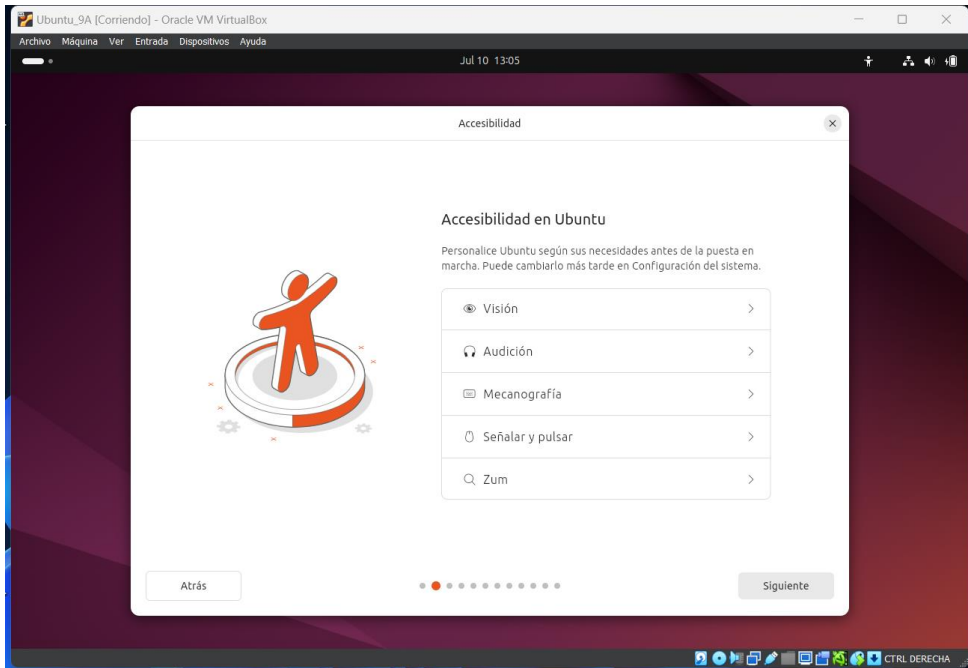 Ubuntu_9A [Corriendo] - Oracle VM VirtualBox
Archivo Máquina Ver Entrada Dispositivos Ayuda
Jul 10 13:05
Accesibilidad
Accesibilidad en Ubuntu
Personalice Ubuntu según sus necesidades antes de la puesta en
marcha. Puede cambiarlo más tarde en Configuración del sistema.
Visión
Audición
Mecanografía
Señalar y pulsar
Zum
Atrás
Siguiente
CTRL DERECHA